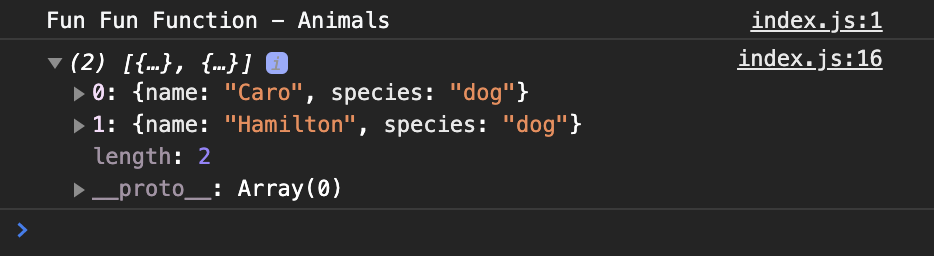 Fun Fun Function - Animals index.js:1
(2) [{…}, {…}] i index.js:16
0: {name: "Caro", species: "dog"}
1: {name: "Hamilton", species: "dog"}
length: 2
__proto__: Array(0)